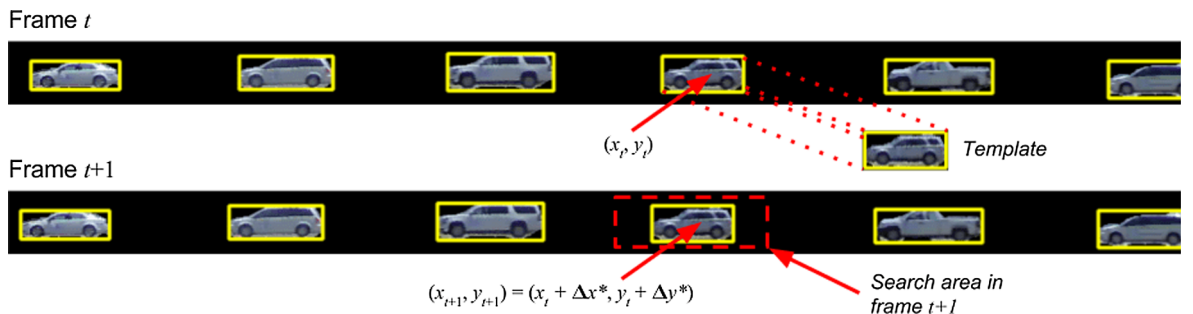 Frame t
(xt, yt)
Template
Frame t+1
(xt+1, yt+1) = (xt + Δx*, yt + Δy*)
Search area in
frame t+1